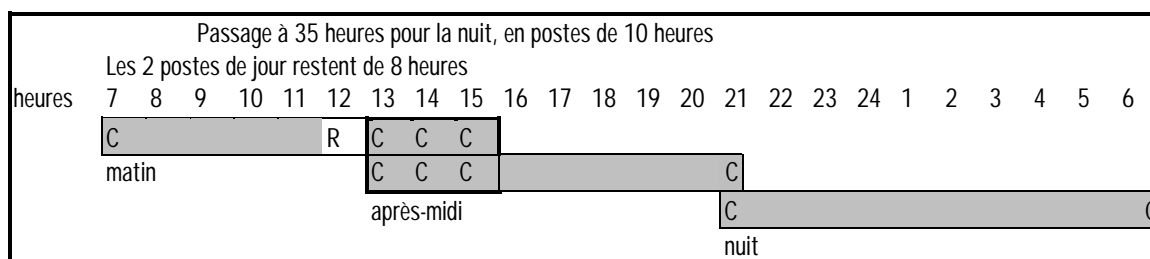 Passage à 35 heures pour la nuit, en postes de 10 heures
Les 2 postes de jour restent de 8 heures
heures 7 8 9 10 11 12 13 14 15 16 17 18 19 20 21 22 23 24 1 2 3 4 5 6
C R C C C
matin C C C C
après-midi C C
nuit